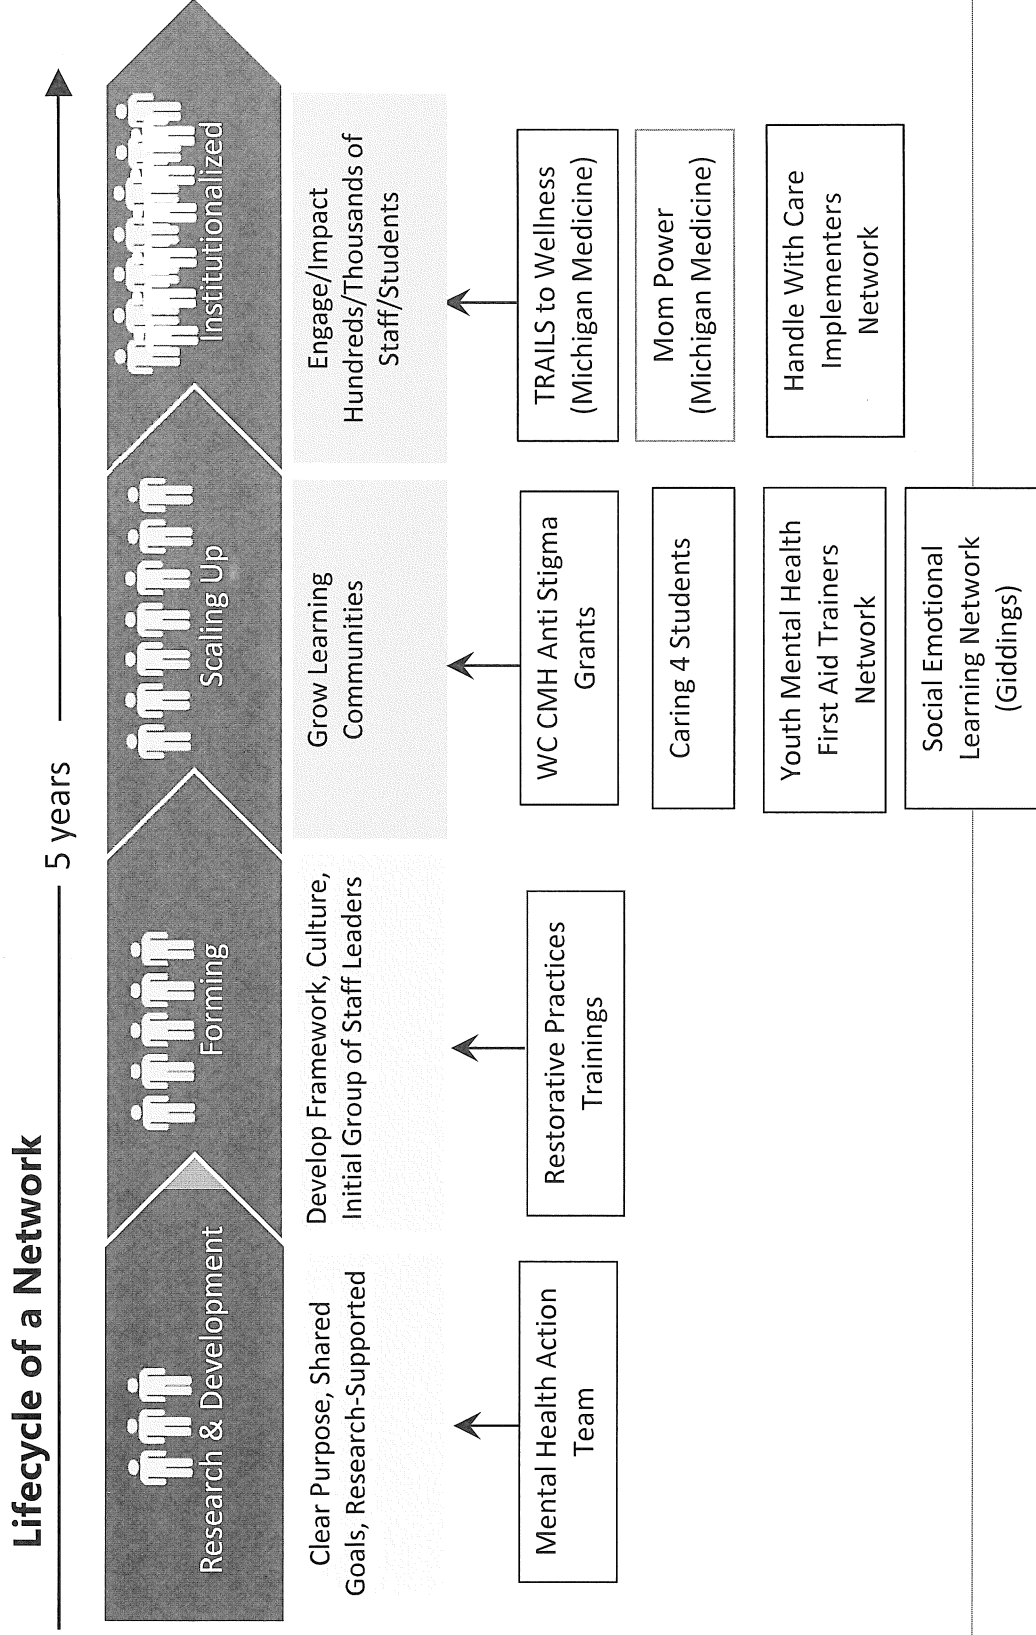 Lifecycle of a Network
5 years
Research & Development
Forming
Scaling Up
Institutionalized
Clear Purpose, Shared
Goals, Research-Supported
Develop Framework, Culture,
Initial Group of Staff Leaders
Grow Learning
Communities
Engage/Impact
Hundreds/Thousands of
Staff/Students
Mental Health Action
Team
Restorative Practices
Trainings
WC CMH Anti Stigma
Grants
Caring 4 Students
Youth Mental Health
First Aid Trainers
Network
Social Emotional
Learning Network
(Giddings)
TRAILS to Wellness
(Michigan Medicine)
Mom Power
(Michigan Medicine)
Handle With Care
Implementers
Network